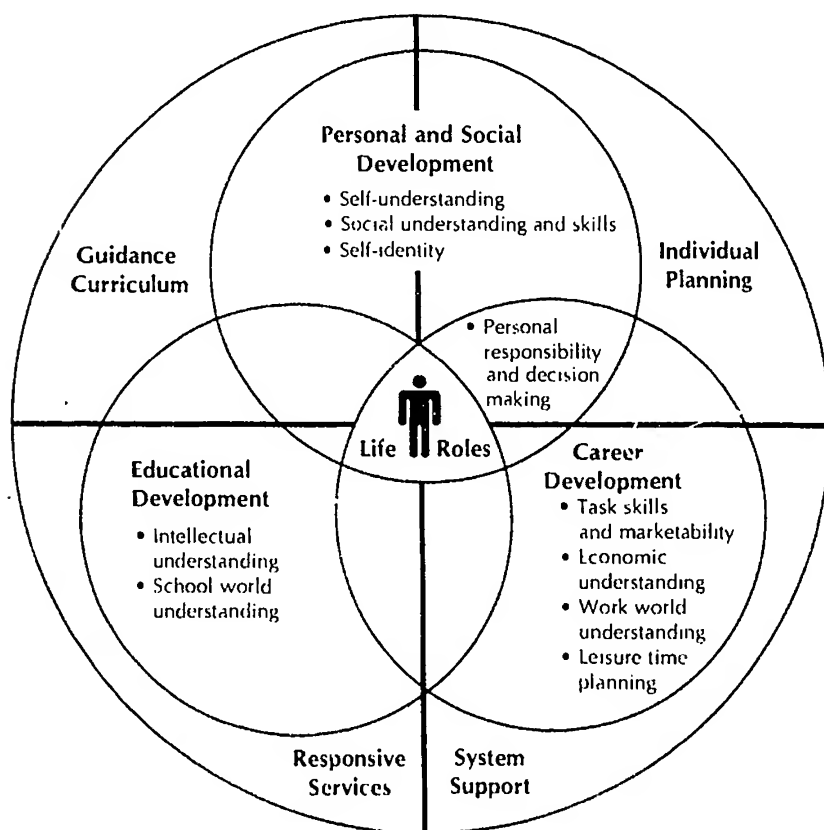 Personal and Social
Development
• Self-understanding
• Social understanding and skills
• Self-identity
Guidance
Curriculum
Individual
Planning
• Personal
responsibility
and decision
making
Life Roles
Educational
Development
• Intellectual
understanding
• School world
understanding
Career
Development
• Task skills
and marketability
• Economic
understanding
• Work world
understanding
• Leisure time
planning
Responsive
Services
System
Support